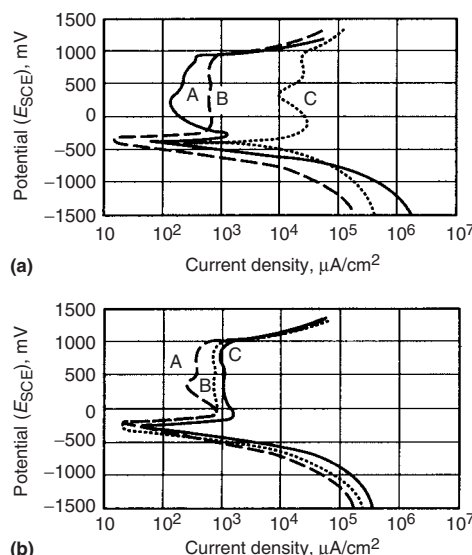 1500
1000
500
0
−500
−1000
−1500
Potential (E_SCE), mV
A
B
C
10
10²
10³
10⁴
10⁵
10⁶
10⁷
(a)
Current density, μA/cm²
1500
1000
500
0
−500
−1000
−1500
Potential (E_SCE), mV
A
B
C
10
10²
10³
10⁴
10⁵
10⁶
10⁷
(b)
Current density, μA/cm²